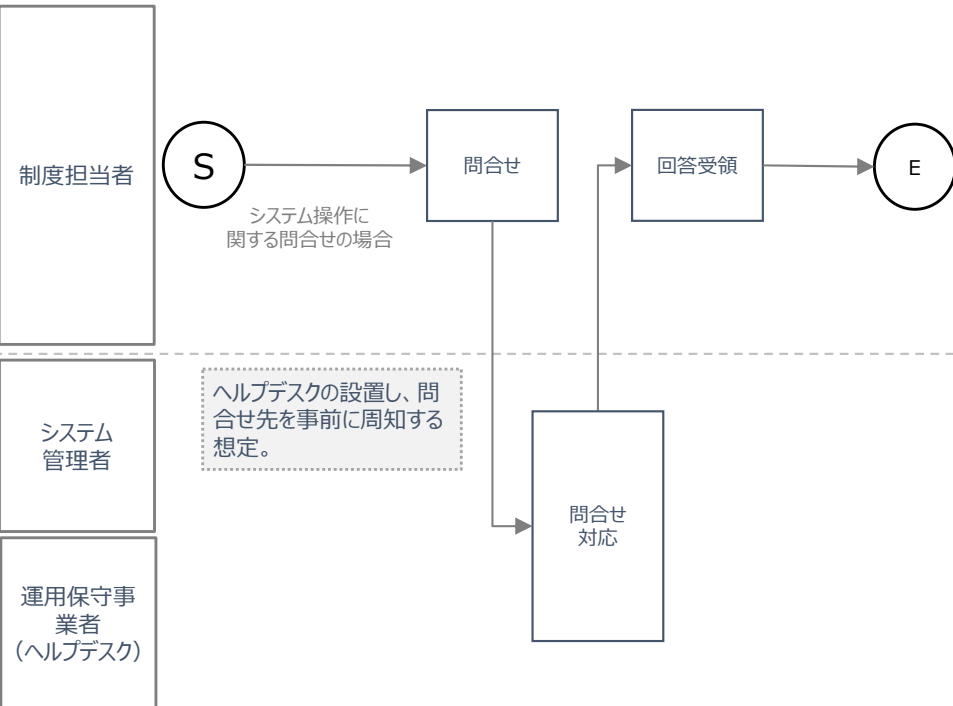 制度担当者
S
システム操作に
関する問合せの場合
問合せ
回答受領
E
システム
管理者
ヘルプデスクの設置し、問
合せ先を事前に周知する
想定。
問合せ
対応
運用保守事
業者
（ヘルプデスク）